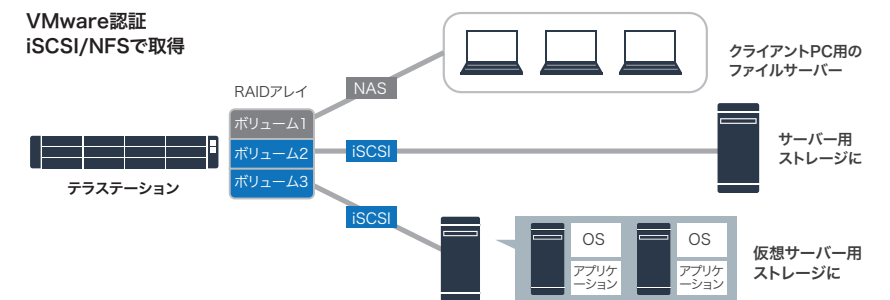 VMware認証
iSCSI/NFSで取得
RAIDアレイ
NAS
クライアントPC用の
ファイルサーバー
ボリューム1
ボリューム2
ボリューム3
テラステーション
iSCSI
サーバー用
ストレージに
iSCSI
OS
アプリケ
ーション
OS
アプリケ
ーション
仮想サーバー用
ストレージに